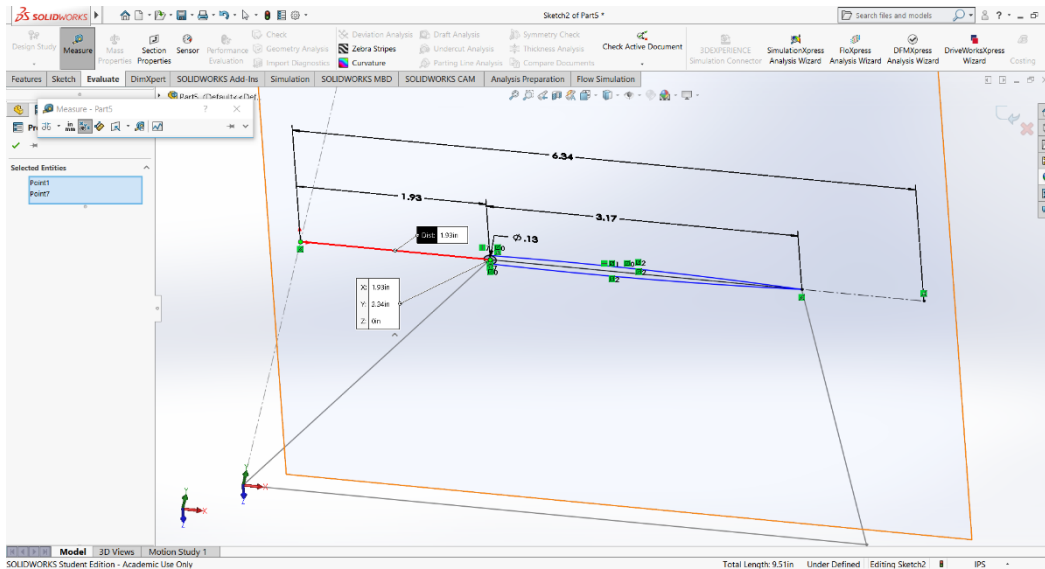 SOLIDWORKS
Sketch2 of Part5 *
Search files and models
Design Study
Measure
Mass Properties
Section Properties
Sensor
Performance Evaluation
Check
Geometry Analysis
Import Diagnostics
Deviation Analysis
Zebra Stripes
Curvature
Draft Analysis
Undercut Analysis
Parting Line Analysis
Symmetry Check
Thickness Analysis
Compare Documents
Check Active Document
3DEXPERIENCE Simulation Connector
SimulationXpress Analysis Wizard
FloXpress Analysis Wizard
DFMXpress Analysis Wizard
DriveWorksXpress Wizard
Costing
Features Sketch Evaluate DimXpert SOLIDWORKS Add-Ins Simulation SOLIDWORKS MBD SOLIDWORKS CAM Analysis Preparation Flow Simulation
Part5 (Default<<Def
Measure - Part5 ?
Selected Entities
Point1
Point7
6.34
1.93
3.17
Dist: 1.93in
Ø.13
X: 1.93in
Y: 2.34in
Z: 0in
Model 3D Views Motion Study 1
SOLIDWORKS Student Edition - Academic Use Only
Total Length: 9.51in Under Defined Editing Sketch2 IPS